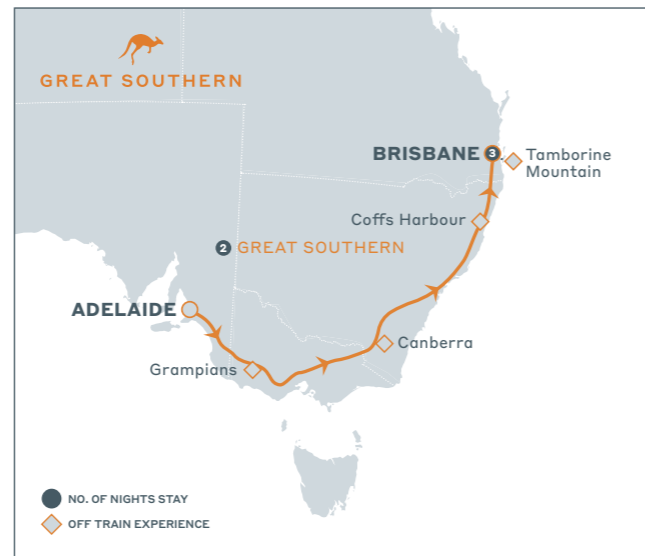 GREAT SOUTHERN
BRISBANE 3
Tamborine
Mountain
Coffs Harbour
2 GREAT SOUTHERN
ADELAIDE
Canberra
Grampians
NO. OF NIGHTS STAY
OFF TRAIN EXPERIENCE